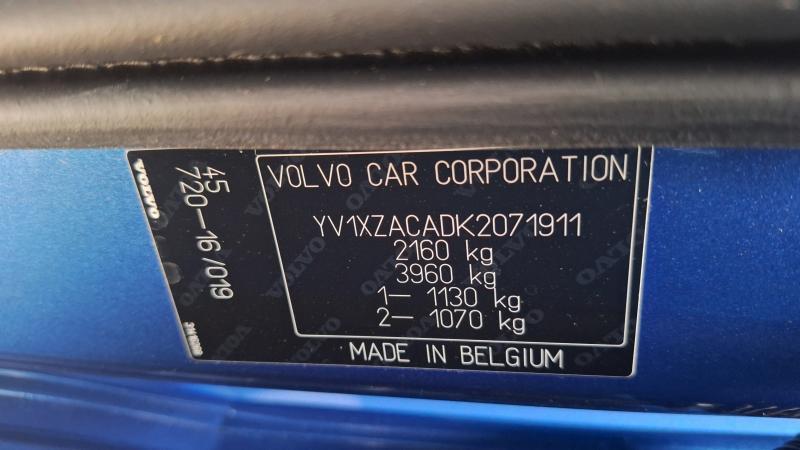 VOLVO CAR CORPORATION
YV1XZACADK2071911
2160 kg
3960 kg
1— 1130 kg
2— 1070 kg
MADE IN BELGIUM
VOLVO
45
720—16/019